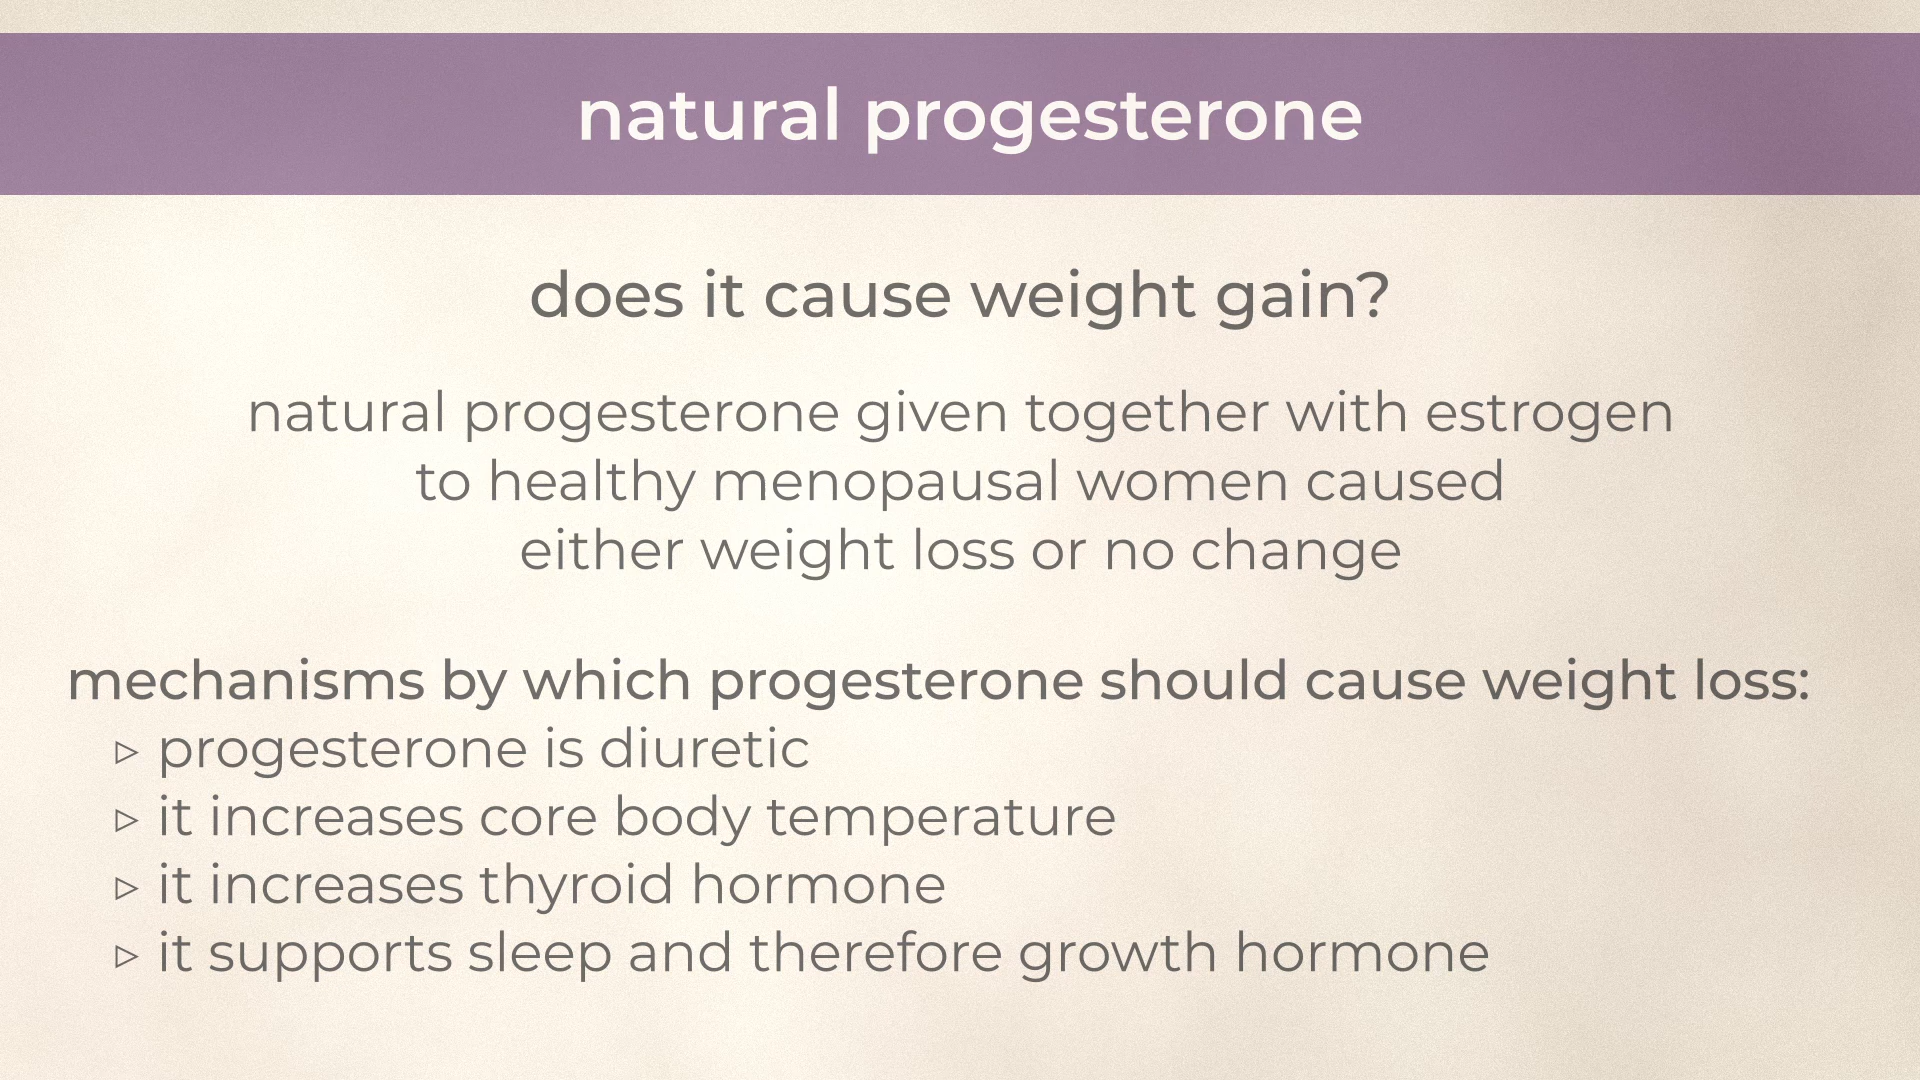 natural progesterone
does it cause weight gain?
natural progesterone given together with estrogen
to healthy menopausal women caused
either weight loss or no change
mechanisms by which progesterone should cause weight loss:
▹ progesterone is diuretic
▹ it increases core body temperature
▹ it increases thyroid hormone
▹ it supports sleep and therefore growth hormone